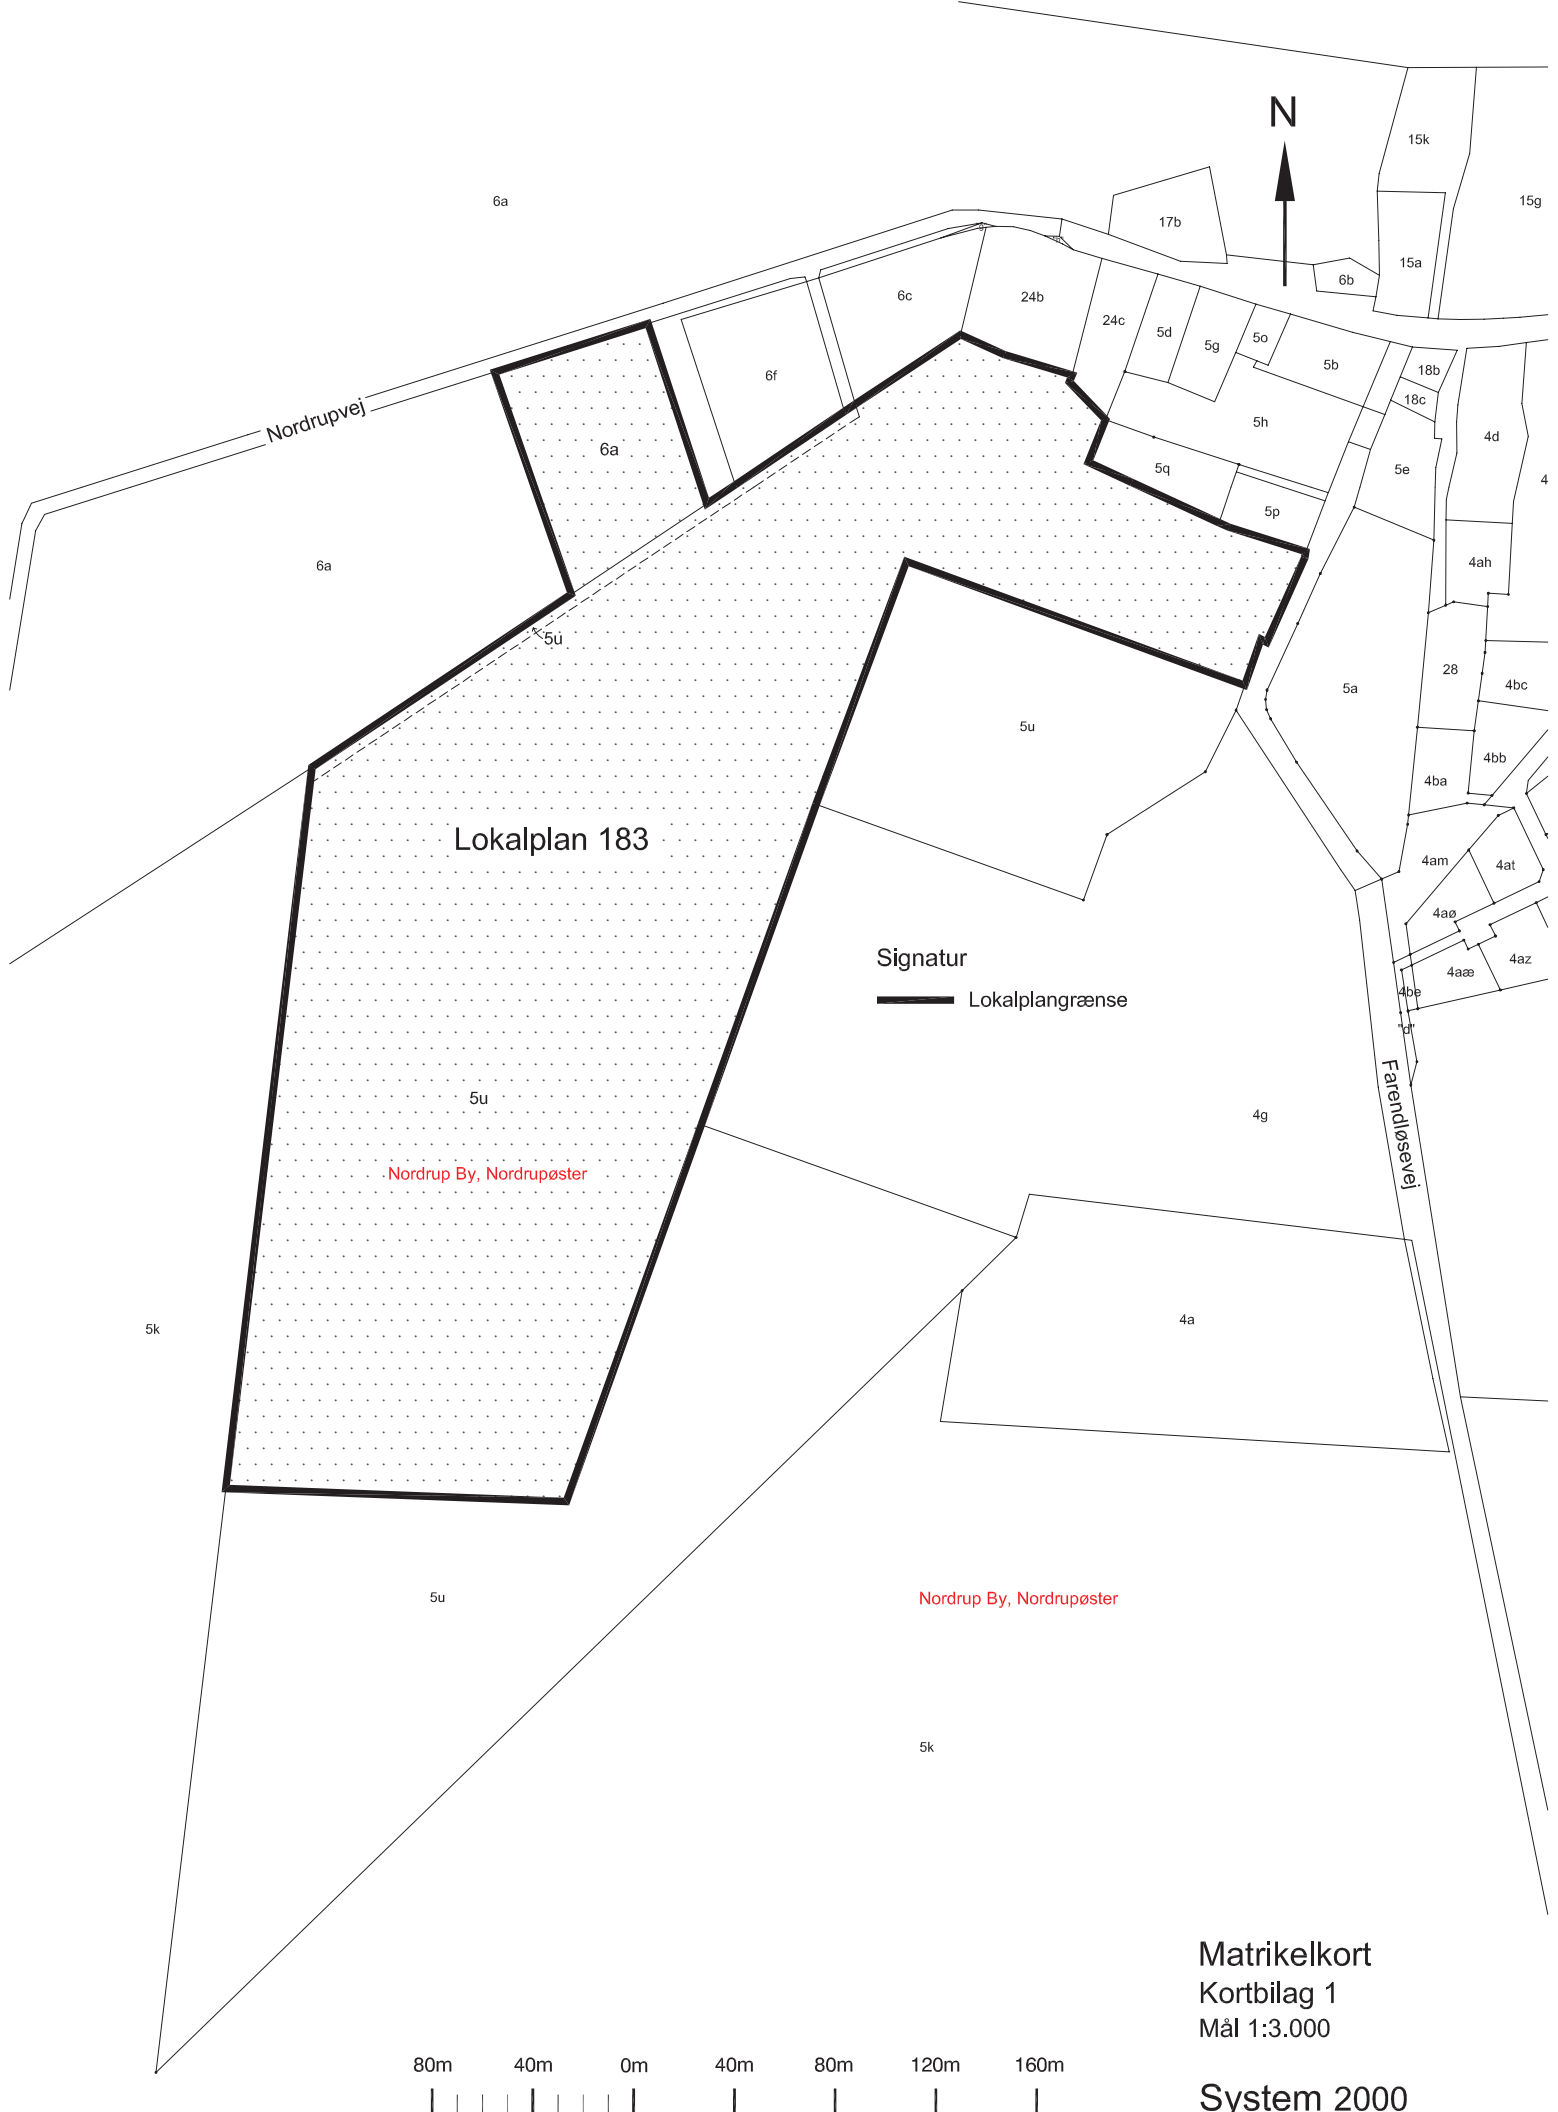 N
15k
6a
15g
17b
15a
6b
6c
24b
24c
5d
5g
5o
5b
18b
6f
18c
Nordrupvej
5h
4d
6a
5q
5e
4
5p
6a
4ah
5u
28
5a
4bc
5u
4bb
4ba
Lokalplan 183
4am
4at
4aø
Signatur
4az
4aæ
4be
Lokalplangrænse
"d"
5u
Farendløsevej
4g
Nordrup By, Nordrupøster
4a
5k
5u
Nordrup By, Nordrupøster
5k
Matrikelkort
Kortbilag 1
Mål 1:3.000
80m 40m 0m 40m 80m 120m 160m
System 2000